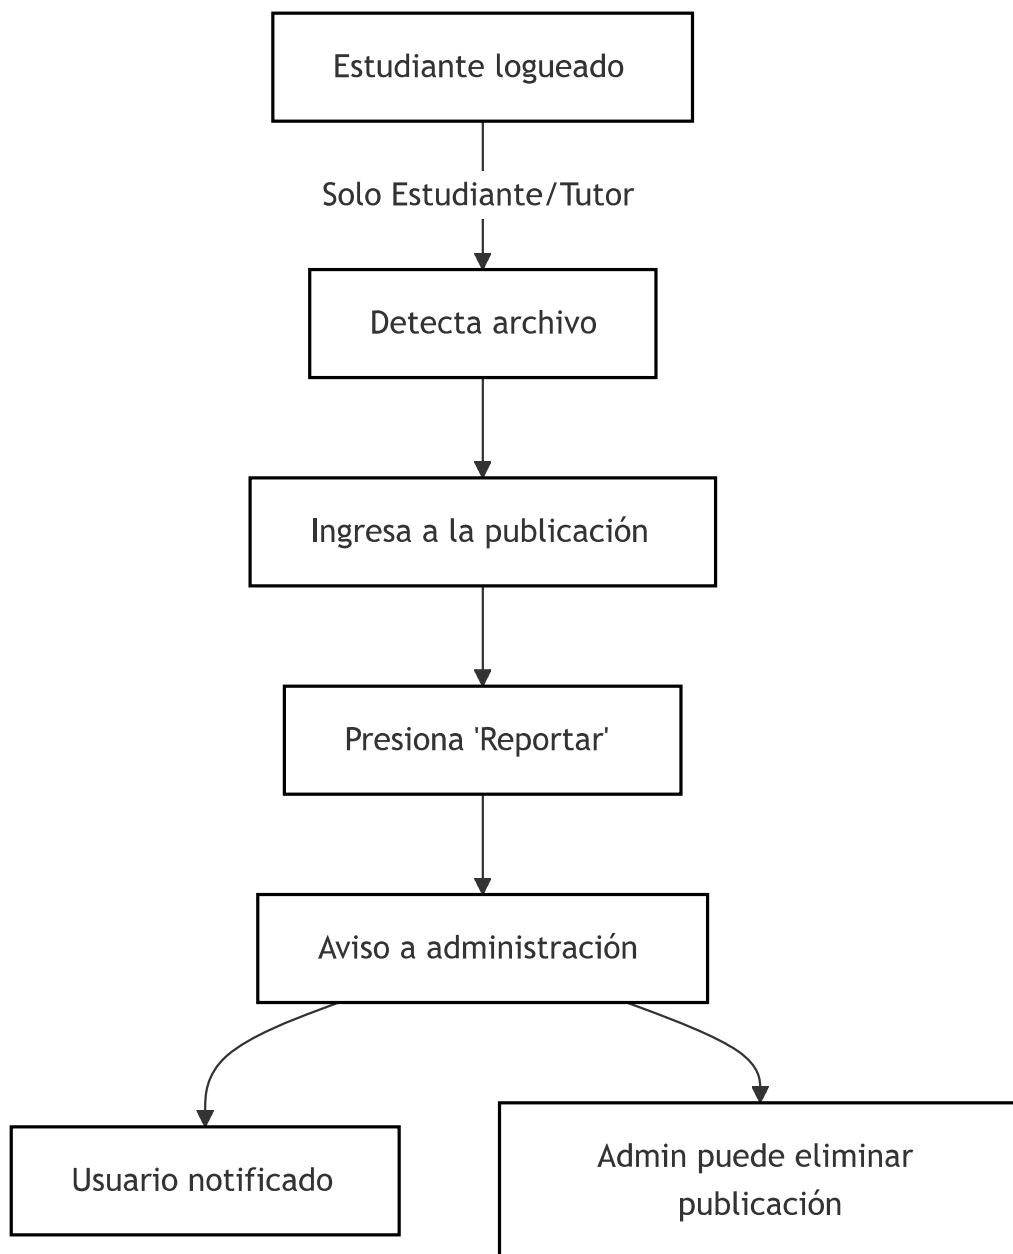 Estudiante logueado
Solo Estudiante/Tutor
Detecta archivo
Ingresa a la publicación
Presiona 'Reportar'
Aviso a administración
Usuario notificado
Admin puede eliminar
publicación